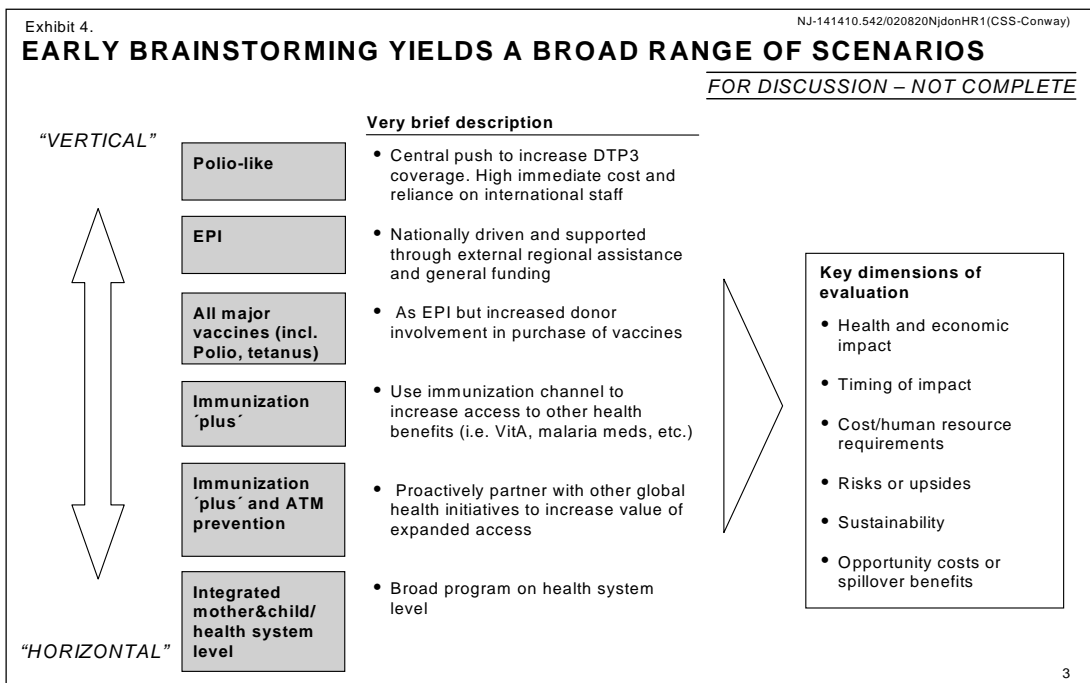 Exhibit 4.
NJ-141410.542/020820NjdonHR1(CSS-Conway)
EARLY BRAINSTORMING YIELDS A BROAD RANGE OF SCENARIOS
FOR DISCUSSION – NOT COMPLETE
“VERTICAL”
Very brief description
Polio-like
• Central push to increase DTP3
coverage. High immediate cost and
reliance on international staff
EPI
• Nationally driven and supported
through external regional assistance
and general funding
All major
vaccines (incl.
Polio, tetanus)
• As EPI but increased donor
involvement in purchase of vaccines
Immunization
´plus´
• Use immunization channel to
increase access to other health
benefits (i.e. VitA, malaria meds, etc.)
Immunization
´plus´ and ATM
prevention
• Proactively partner with other global
health initiatives to increase value of
expanded access
Integrated
mother&child/
health system
level
• Broad program on health system
level
“HORIZONTAL”
Key dimensions of
evaluation
• Health and economic
impact
• Timing of impact
• Cost/human resource
requirements
• Risks or upsides
• Sustainability
• Opportunity costs or
spillover benefits
3